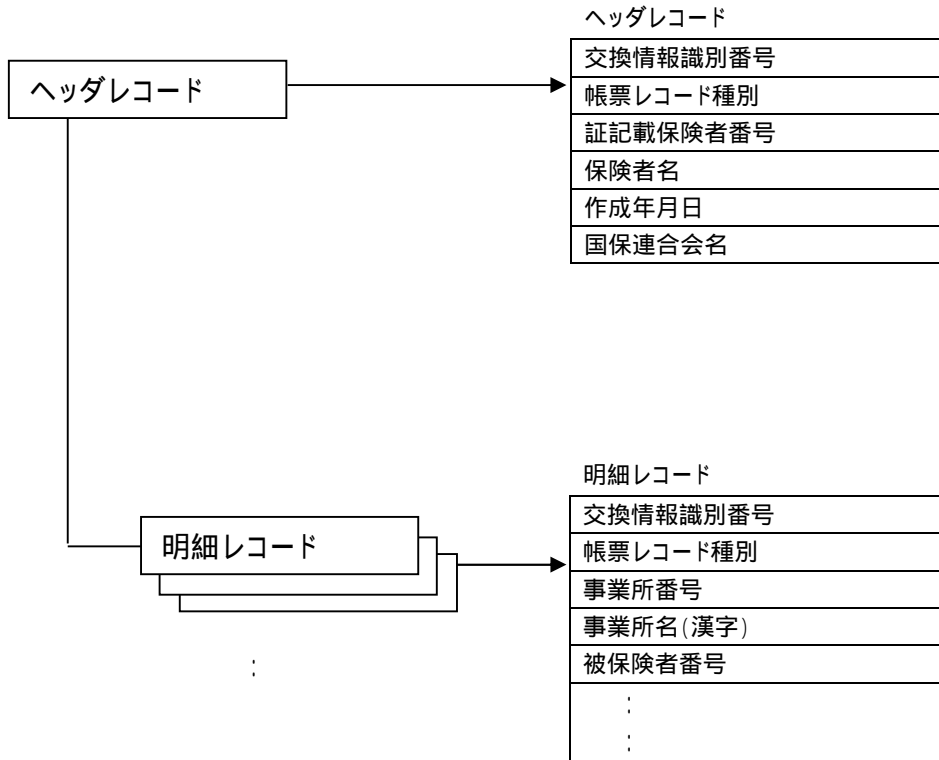 ヘッダレコード
ヘッダレコード
交換情報識別番号
帳票レコード種別
証記載保険者番号
保険者名
作成年月日
国保連合会名
明細レコード
明細レコード
交換情報識別番号
帳票レコード種別
事業所番号
事業所名(漢字)
被保険者番号
:
:
: